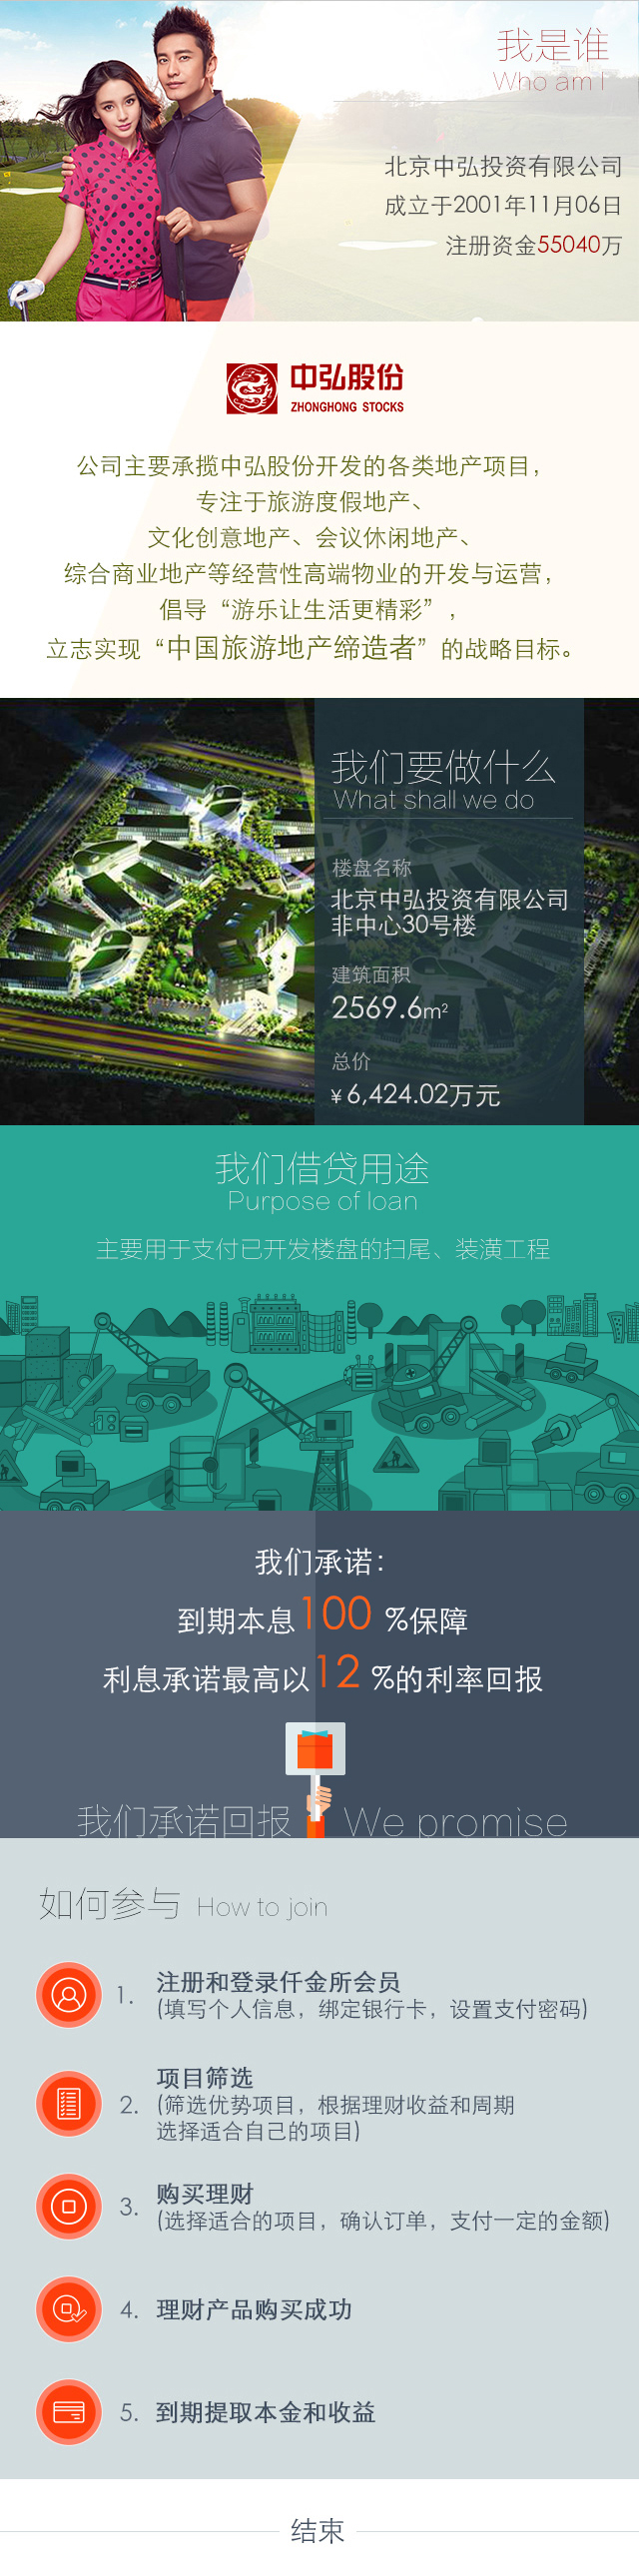 我是谁
Who am I
北京中弘投资有限公司
成立于2001年11月06日
注册资金55040万
中弘股份
ZHONGHONG STOCKS
公司主要承揽中弘股份开发的各类地产项目，
专注于旅游度假地产、
文化创意地产、会议休闲地产、
综合商业地产等经营性高端物业的开发与运营，
倡导“游乐让生活更精彩”，
立志实现“中国旅游地产缔造者”的战略目标。
我们要做什么
What shall we do
楼盘名称
北京中弘投资有限公司
非中心30号楼
建筑面积
2569.6m²
总价
¥6,424.02万元
我们借贷用途
Purpose of loan
主要用于支付已开发楼盘的扫尾、装潢工程
我们承诺：
到期本息100%保障
利息承诺最高以12%的利率回报
我们承诺回报 We promise
如何参与 How to join
1. 注册和登录仟金所会员
(填写个人信息，绑定银行卡，设置支付密码)
项目筛选
2. (筛选优势项目，根据理财收益和周期
选择适合自己的项目)
3. 购买理财
(选择适合的项目，确认订单，支付一定的金额)
4. 理财产品购买成功
5. 到期提取本金和收益
结束